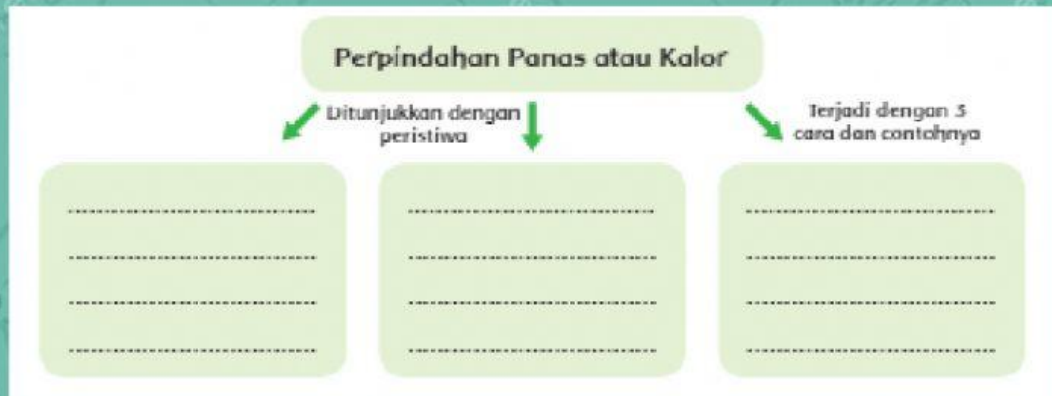 Perpindahan Panas atau Kalor
Ditunjukkan dengan
peristiwa
Terjadi dengan 3
cara dan contohnya